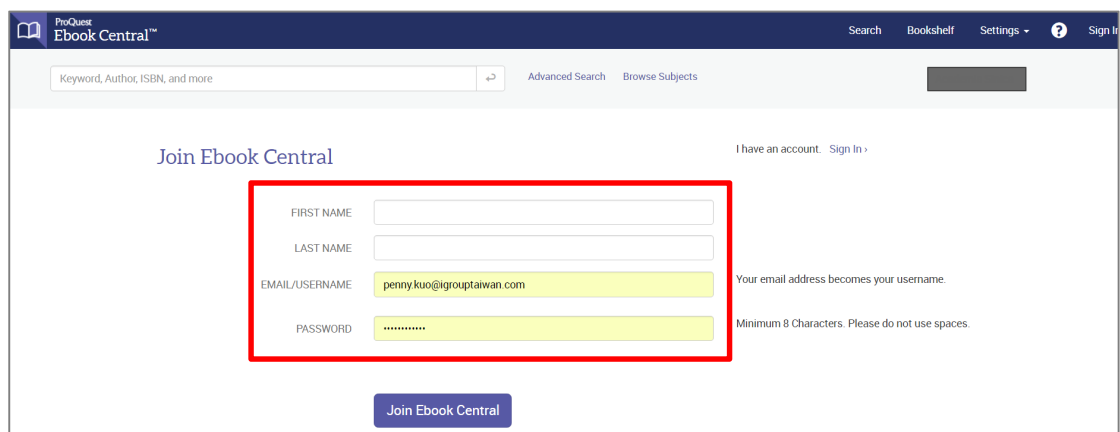 ProQuest
Ebook Central™
Search Bookshelf Settings ? Sign In
Keyword, Author, ISBN, and more
Advanced Search Browse Subjects
Join Ebook Central
I have an account. Sign In ›
FIRST NAME
LAST NAME
EMAIL/USERNAME penny.kuo@igrouptaiwan.com Your email address becomes your username.
PASSWORD ············ Minimum 8 Characters. Please do not use spaces.
Join Ebook Central